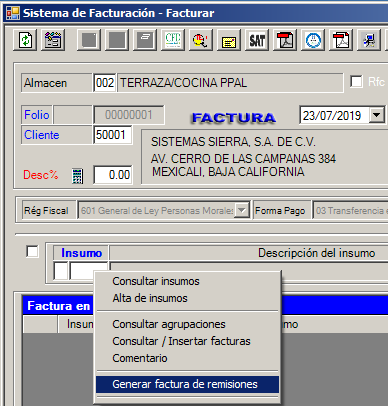 Sistema de Facturación - Facturar
CFD SAT
Almacen 002 TERRAZA/COCINA PPAL Rfc
Folio 00000001 FACTURA 23/07/2019
Cliente 50001 SISTEMAS SIERRA, S.A. DE C.V.
AV. CERRO DE LAS CAMPANAS 384
Desc% 0.00 MEXICALI, BAJA CALIFORNIA
Rég Fiscal 601 General de Ley Personas Morales Forma Pago 03 Transferencia e
Insumo Descripción del insumo
Consultar insumos
Alta de insumos
Factura en
Insum
mo
Consultar agrupaciones
Consultar / Insertar facturas
Comentario
Generar factura de remisiones